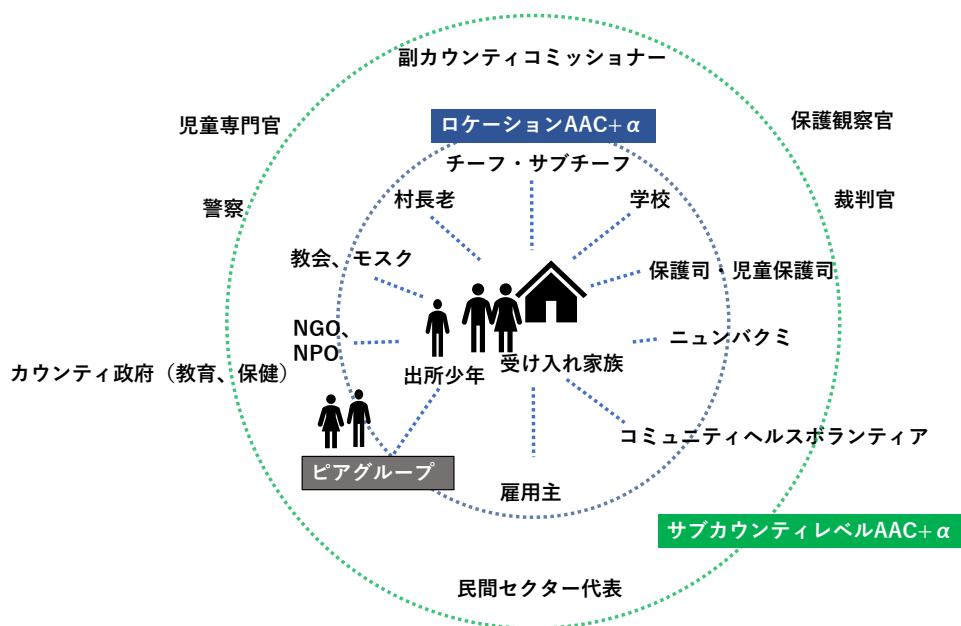 副カウンティコミッショナー
児童専門官
ロケーションAAC+α
保護観察官
チーフ・サブチーフ
警察
村長老
学校
裁判官
教会、モスク
保護司・児童保護司
NGO、
NPO
ニュンバクミ
カウンティ政府（教育、保健）
出所少年
受け入れ家族
コミュニティヘルスボランティア
ピアグループ
雇用主
サブカウンティレベルAAC+α
民間セクター代表